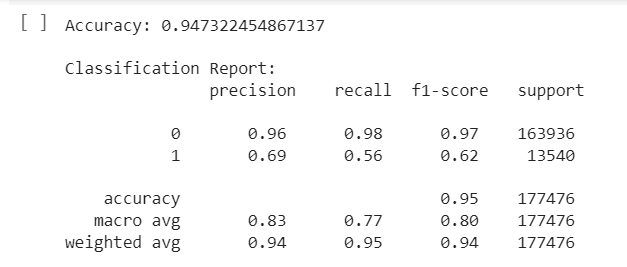 [ ] Accuracy: 0.947322454867137
Classification Report:
precision recall f1-score support
0 0.96 0.98 0.97 163936
1 0.69 0.56 0.62 13540
accuracy 0.95 177476
macro avg 0.83 0.77 0.80 177476
weighted avg 0.94 0.95 0.94 177476